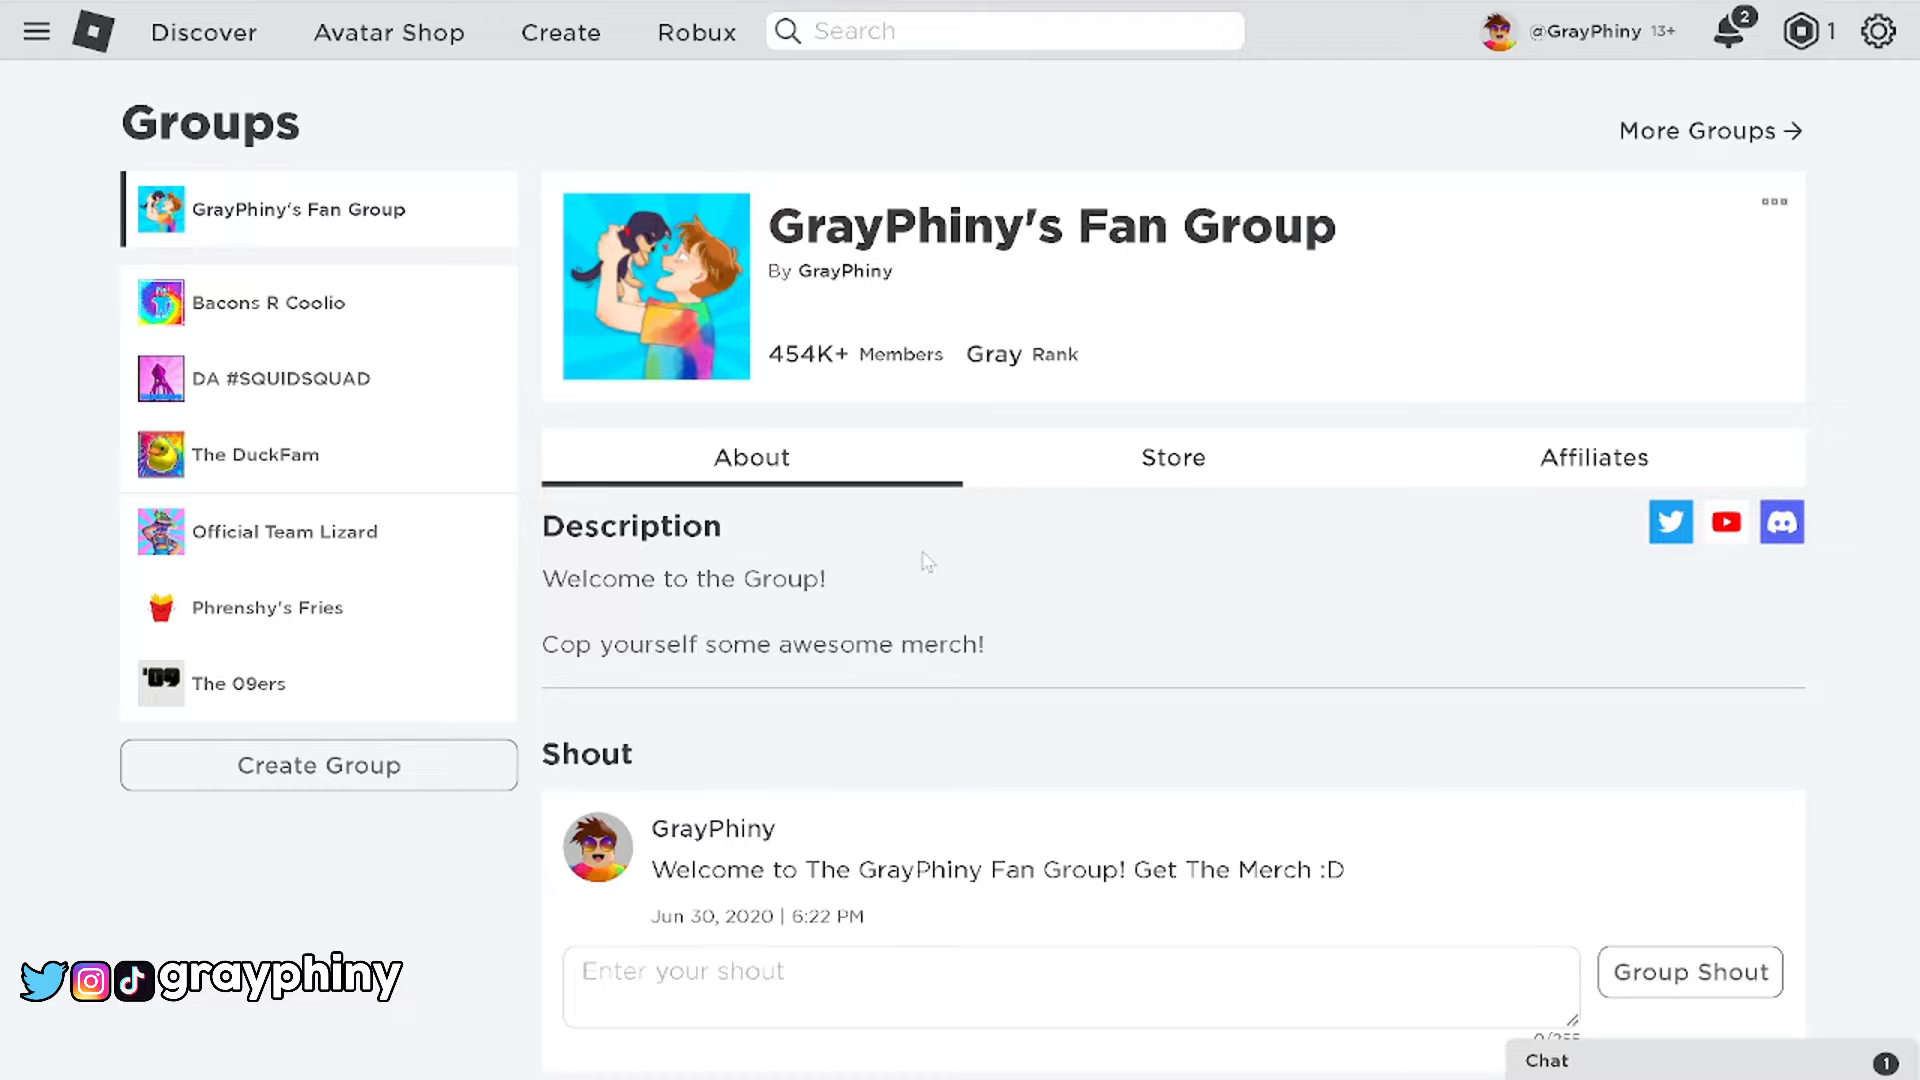 Discover Avatar Shop Create Robux Search @GrayPhiny 13+ 2 1
Groups
More Groups →
GrayPhiny's Fan Group
Bacons R Coolio
DA #SQUIDSQUAD
The DuckFam
Official Team Lizard
Phrenshy's Fries
'09 The 09ers
Create Group
GrayPhiny's Fan Group
By GrayPhiny
454K+ Members Gray Rank
About Store Affiliates
Description
Welcome to the Group!
Cop yourself some awesome merch!
Shout
GrayPhiny
Welcome to The GrayPhiny Fan Group! Get The Merch :D
Jun 30, 2020 | 6:22 PM
Enter your shout
Group Shout
0/255
Chat 1
grayphiny